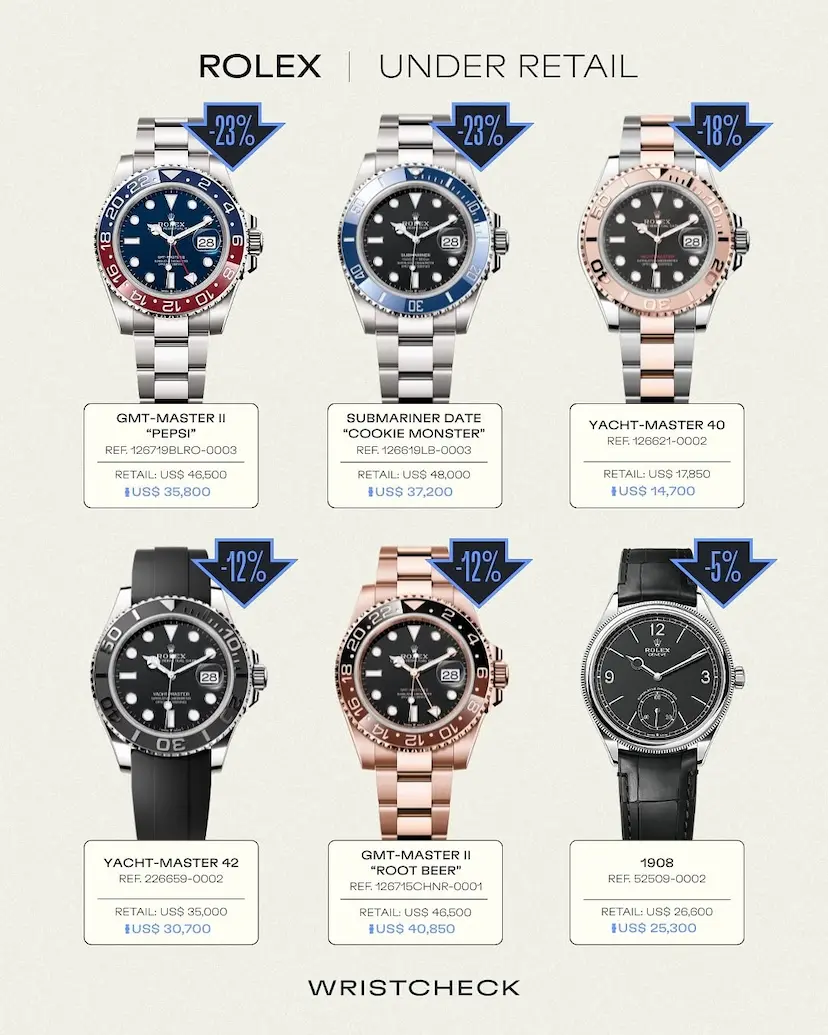 ROLEX | UNDER RETAIL
-23%
-23%
-18%
GMT-MASTER II
“PEPSI”
REF. 126719BLRO-0003
RETAIL: US$ 46,500
US$ 35,800
SUBMARINER DATE
“COOKIE MONSTER”
REF. 126619LB-0003
RETAIL: US$ 48,000
US$ 37,200
YACHT-MASTER 40
REF. 126621-0002
RETAIL: US$ 17,850
US$ 14,700
-12%
-12%
-5%
YACHT-MASTER 42
REF. 226659-0002
RETAIL: US$ 35,000
US$ 30,700
GMT-MASTER II
“ROOT BEER”
REF. 126715CHNR-0001
RETAIL: US$ 46,500
US$ 40,850
1908
REF. 52509-0002
RETAIL: US$ 26,600
US$ 25,300
WRISTCHECK